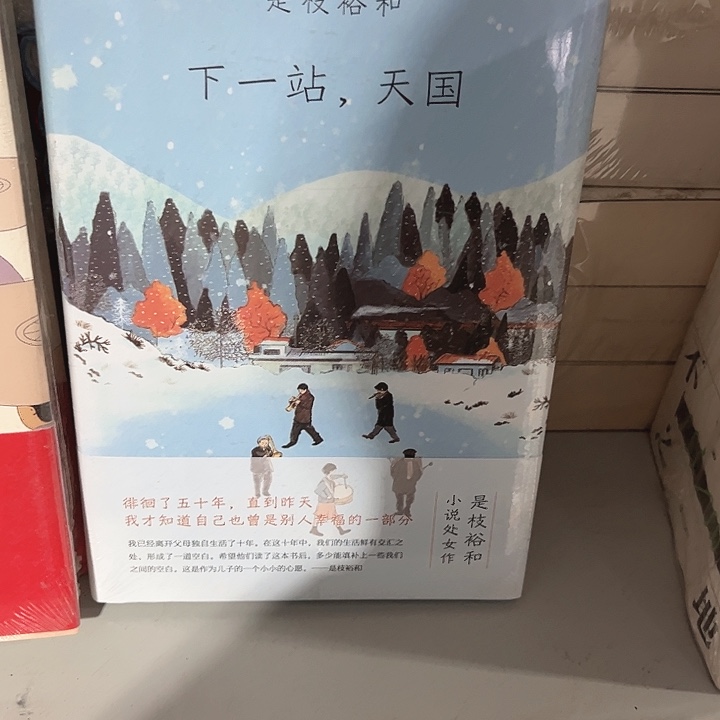 是枝裕和
下一站，天国
徘徊了五十年，直到昨天
我才知道自己也曾是别人幸福的一部分
我已经离开父母独自生活了十年。在这十年中，我们的生活鲜有交汇之
处，形成了一道空白。希望他们读了这本书后，多少能填补上一些我们
之间的空白。这是作为儿子的一个小小的心愿。——是枝裕和
是枝裕和
小说处女作
地